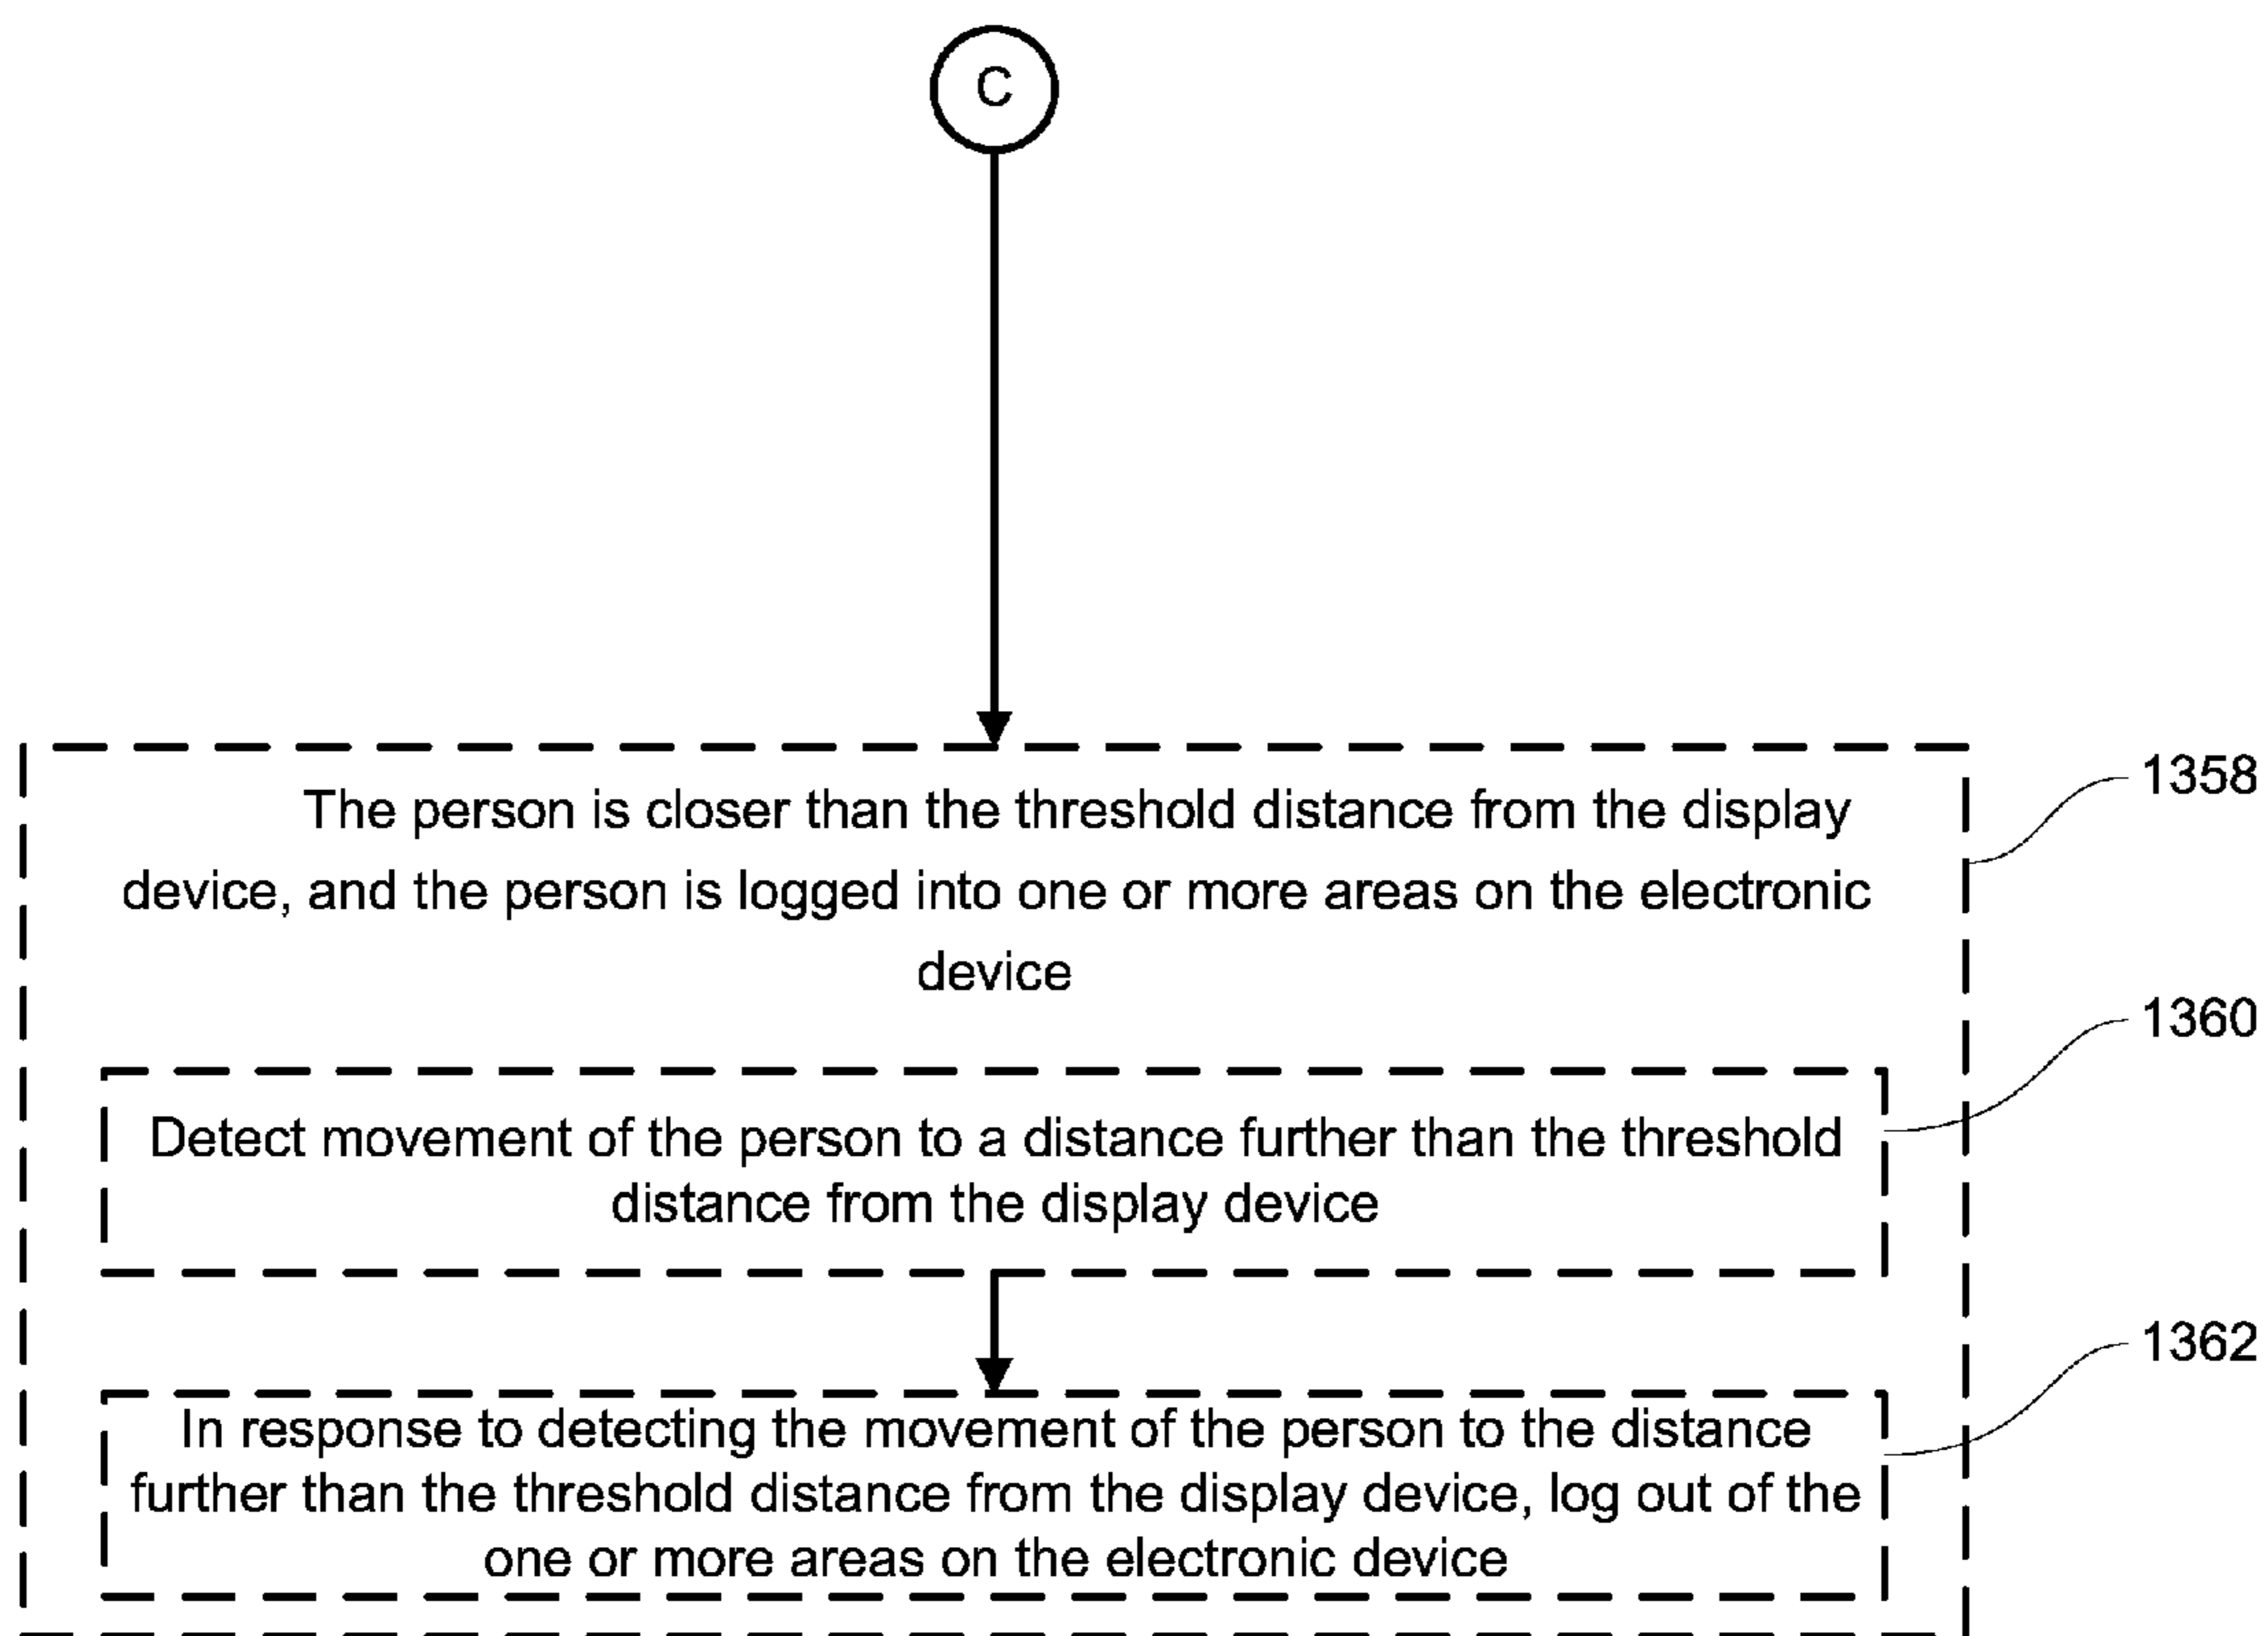 C
The person is closer than the threshold distance from the display
1358
device, and the person is logged into one or more areas on the electronic
device
1360
Detect movement of the person to a distance further than the threshold
distance from the display device
1362
In response to detecting the movement of the person to the distance
further than the threshold distance from the display device, log out of the
one or more areas on the electronic device